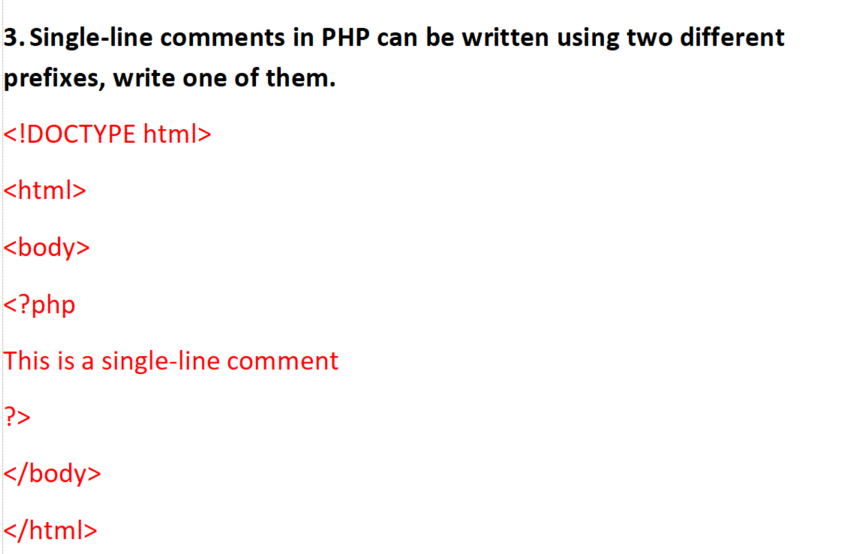 3. Single-line comments in PHP can be written using two different
prefixes, write one of them.
<!DOCTYPE html>
<html>
<body>
<?php
This is a single-line comment
?>
</body>
</html>